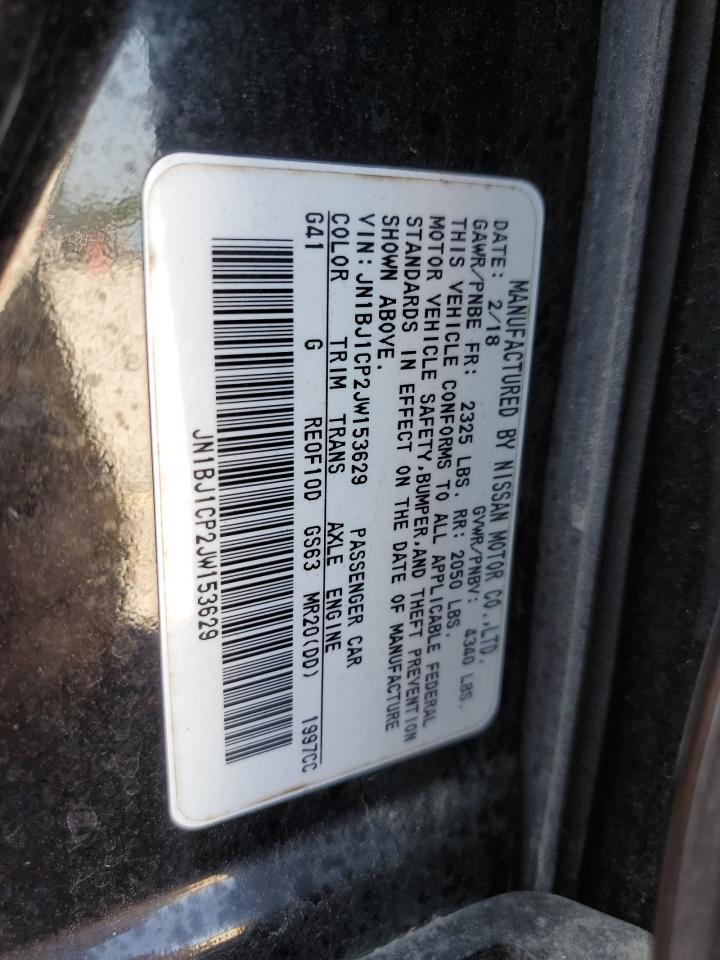 MANUFACTURED BY NISSAN MOTOR CO.,LTD.
DATE: 2/18 GVWR/PNBV: 4340 LBS.
GAWR/PNBE FR: 2325 LBS. RR: 2050 LBS.
THIS VEHICLE CONFORMS TO ALL APPLICABLE FEDERAL
MOTOR VEHICLE SAFETY,BUMPER,AND THEFT PREVENTION
STANDARDS IN EFFECT ON THE DATE OF MANUFACTURE
SHOWN ABOVE.
VIN: JN1BJ1CP2JW153629 PASSENGER CAR
COLOR TRIM TRANS AXLE ENGINE
G41 G REOF10D GS63 MR20(DD) 1997CC
JN1BJ1CP2JW153629